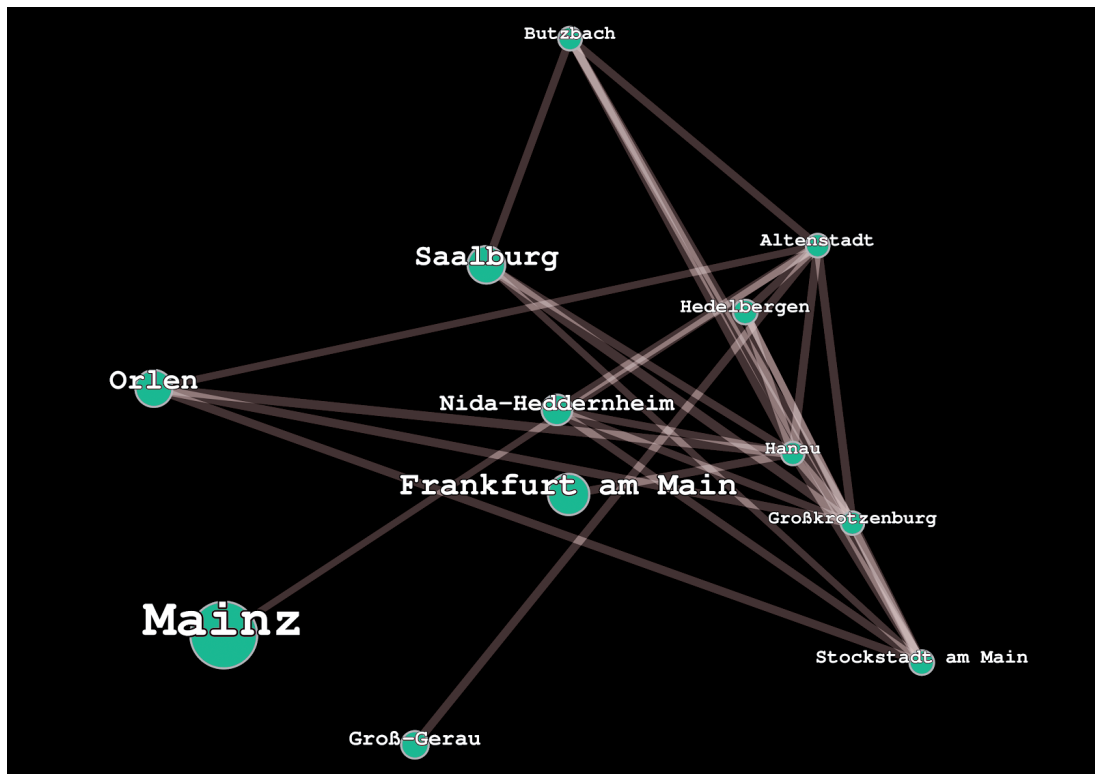 Butzbach
Altenstadt
Saalburg
Hedelbergen
Orlen
Nida-Heddernheim
Hanau
Frankfurt am Main
Großkrotzenburg
Mainz
Stockstadt am Main
Groß-Gerau